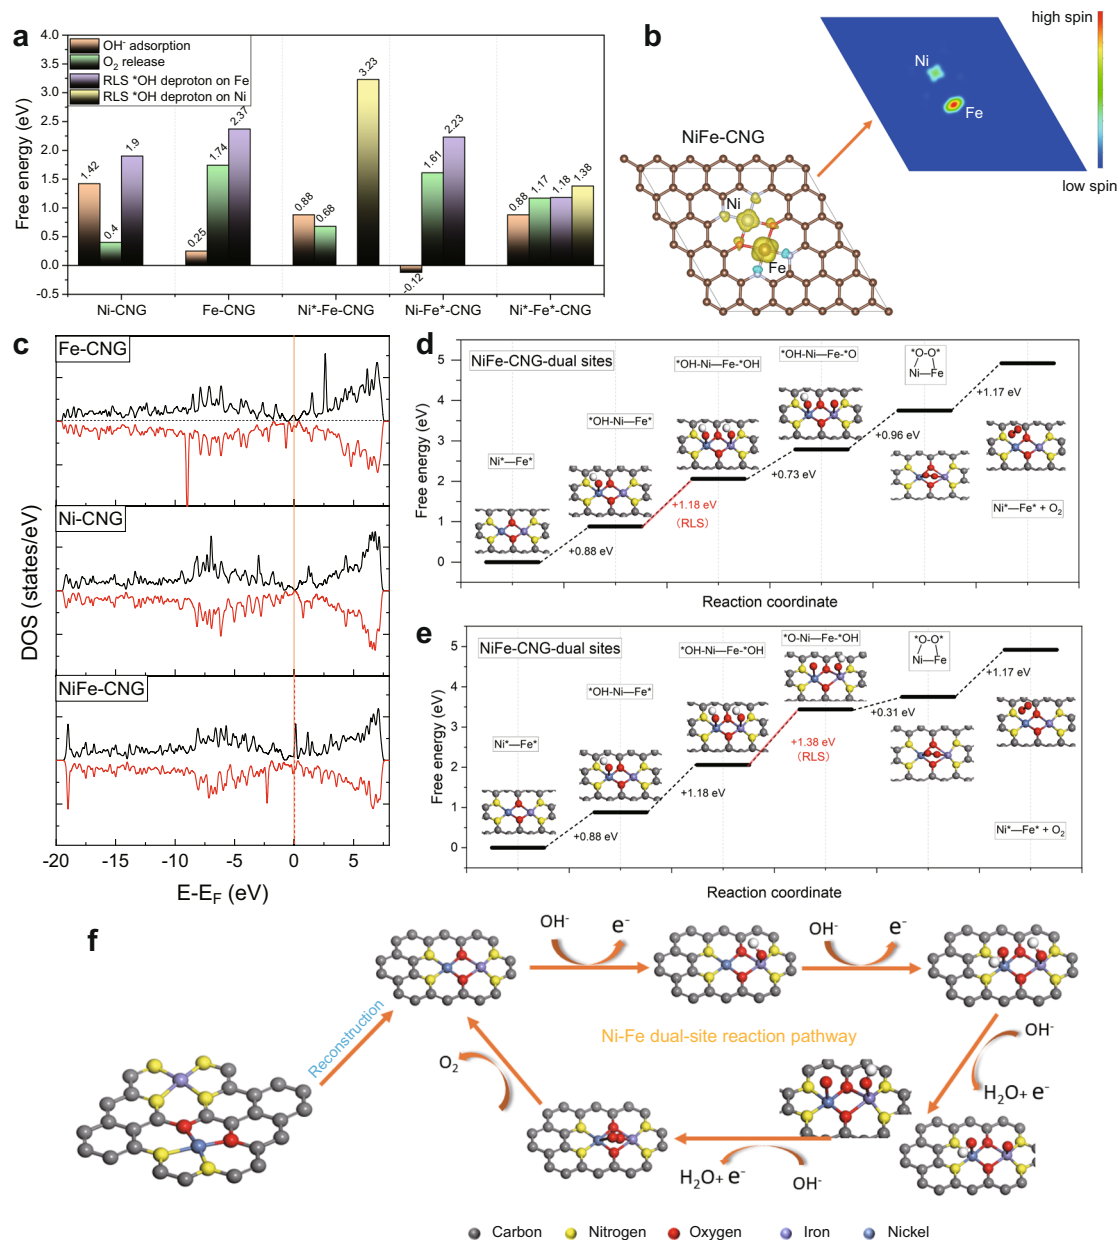 a
OH⁻ adsorption
O₂ release
RLS *OH deproton on Fe
RLS *OH deproton on Ni
Free energy (eV)
4.0
3.5
3.0
2.5
2.0
1.5
1.0
0.5
0.0
-0.5
1.42
0.4
1.9
0.25
1.74
2.37
0.88
0.68
3.23
-0.12
1.61
2.23
0.88
1.17
1.18
1.38
Ni-CNG
Fe-CNG
Ni*-Fe-CNG
Ni-Fe*-CNG
Ni*-Fe*-CNG
b
high spin
low spin
Ni
Fe
NiFe-CNG
Ni
Fe
c
Fe-CNG
Ni-CNG
NiFe-CNG
DOS (states/eV)
-20
-15
-10
-5
0
5
E-E_F (eV)
d
NiFe-CNG-dual sites
Free energy (eV)
5
4
3
2
1
0
Ni*—Fe*
*OH-Ni—Fe*
*OH-Ni—Fe-*OH
*OH-Ni—Fe-*O
*O-O*
Ni—Fe
Ni*—Fe* + O₂
+0.88 eV
+1.18 eV
(RLS)
+0.73 eV
+0.96 eV
+1.17 eV
Reaction coordinate
e
NiFe-CNG-dual sites
Free energy (eV)
5
4
3
2
1
0
Ni*—Fe*
*OH-Ni—Fe*
*OH-Ni—Fe-*OH
*O-Ni—Fe-*OH
*O-O*
Ni—Fe
Ni*—Fe* + O₂
+0.88 eV
+1.18 eV
+1.38 eV
(RLS)
+0.31 eV
+1.17 eV
Reaction coordinate
f
Reconstruction
OH⁻
e⁻
OH⁻
e⁻
Ni-Fe dual-site reaction pathway
OH⁻
H₂O+ e⁻
O₂
H₂O+ e⁻
OH⁻
Carbon
Nitrogen
Oxygen
Iron
Nickel